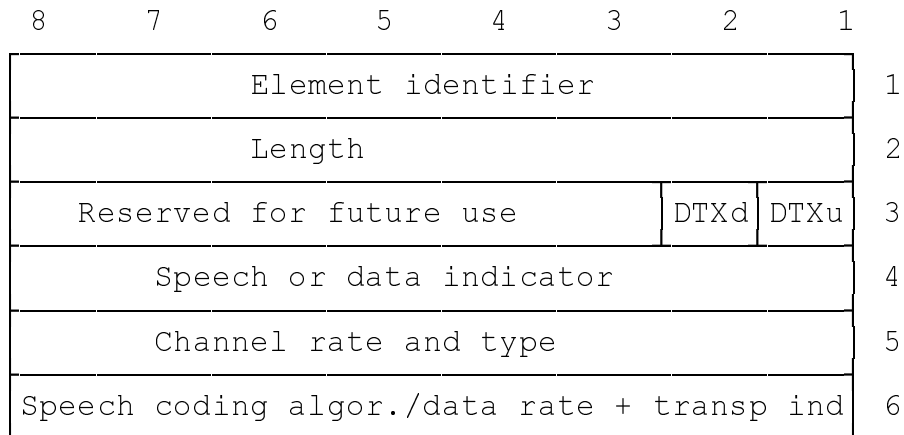 8 7 6 5 4 3 2 1
Element identifier 1
Length 2
Reserved for future use DTXd DTXu 3
Speech or data indicator 4
Channel rate and type 5
Speech coding algor./data rate + transp ind 6